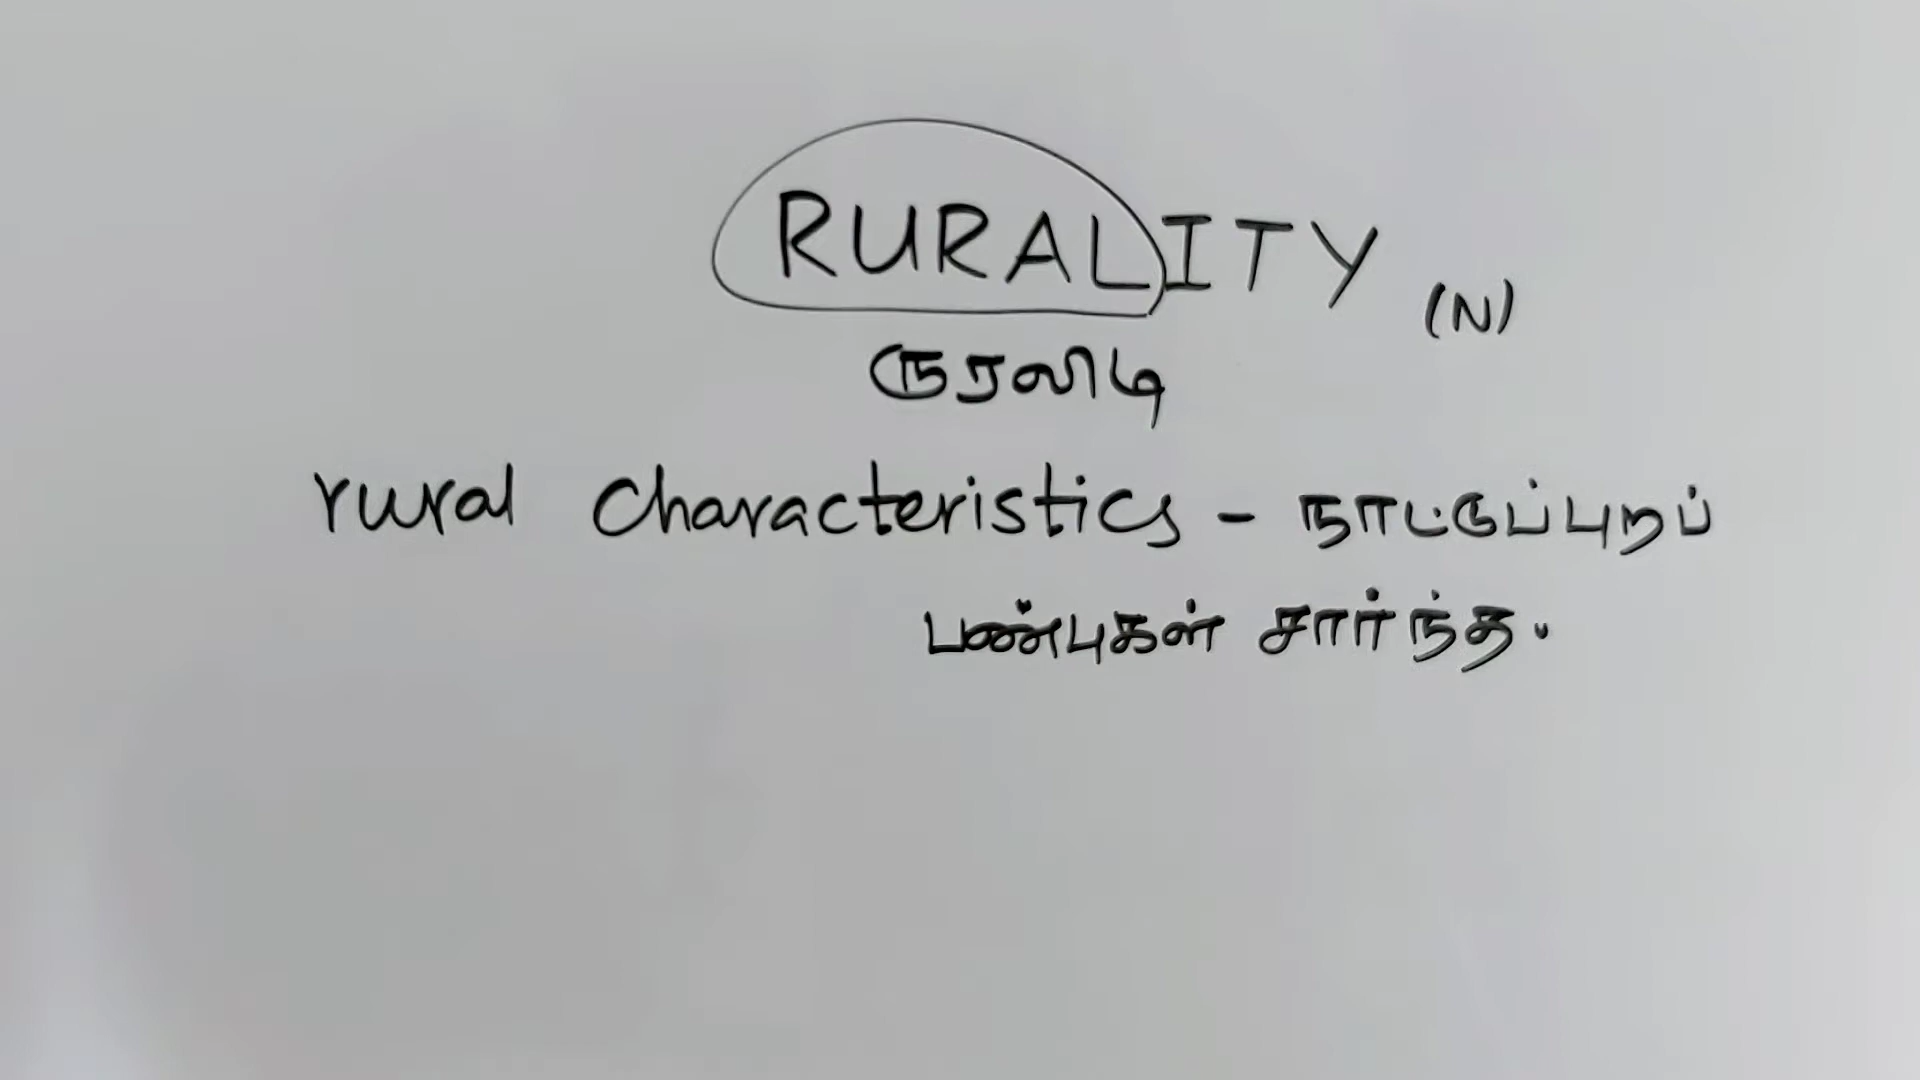 RURALITY (N)
ரூரலிடி
rural characteristics - நாட்டுப்புறப்
பண்புகள் சார்ந்த.